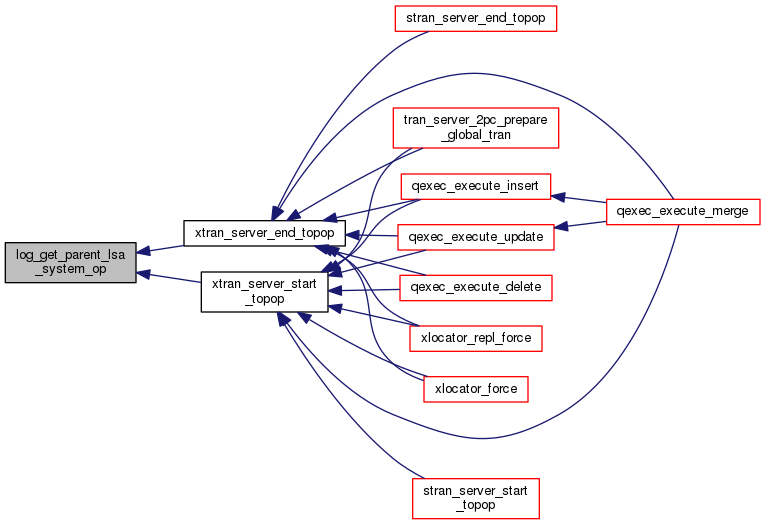 stran_server_end_topop
tran_server_2pc_prepare
_global_tran
qexec_execute_insert
qexec_execute_merge
xtran_server_end_topop
qexec_execute_update
log_get_parent_lsa
_system_op
xtran_server_start
_topop
qexec_execute_delete
xlocator_repl_force
xlocator_force
stran_server_start
_topop